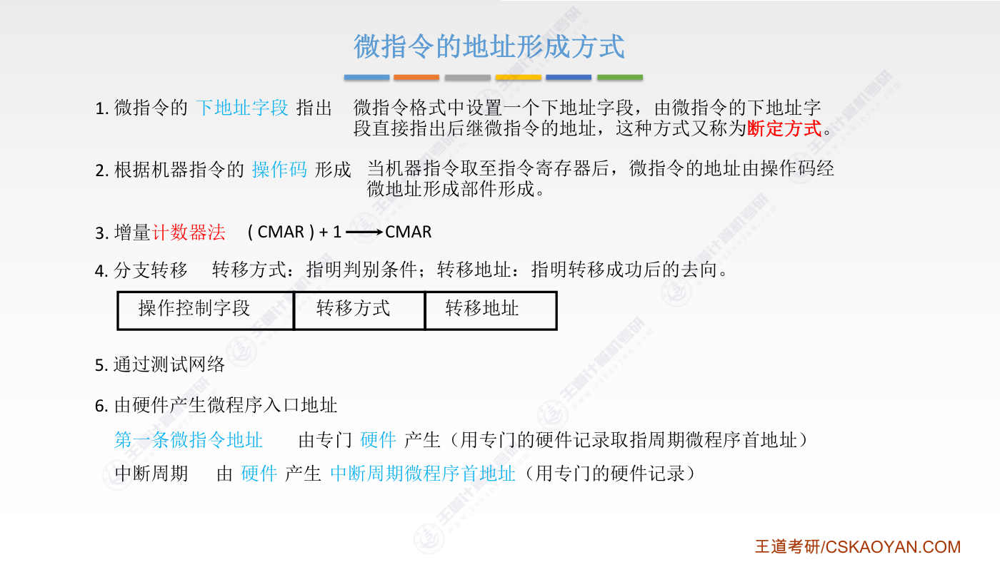 微指令的地址形成方式
1. 微指令的 下地址字段 指出
微指令格式中设置一个下地址字段，由微指令的下地址字
段直接指出后继微指令的地址，这种方式又称为断定方式。
2. 根据机器指令的 操作码 形成
当机器指令取至指令寄存器后，微指令的地址由操作码经
微地址形成部件形成。
3. 增量计数器法 ( CMAR ) + 1 ⟶ CMAR
4. 分支转移 转移方式：指明判别条件；转移地址：指明转移成功后的去向。
操作控制字段 转移方式 转移地址
5. 通过测试网络
6. 由硬件产生微程序入口地址
第一条微指令地址 由专门 硬件 产生（用专门的硬件记录取指周期微程序首地址）
中断周期 由 硬件 产生 中断周期微程序首地址（用专门的硬件记录）
王道考研/CSKAOYAN.COM